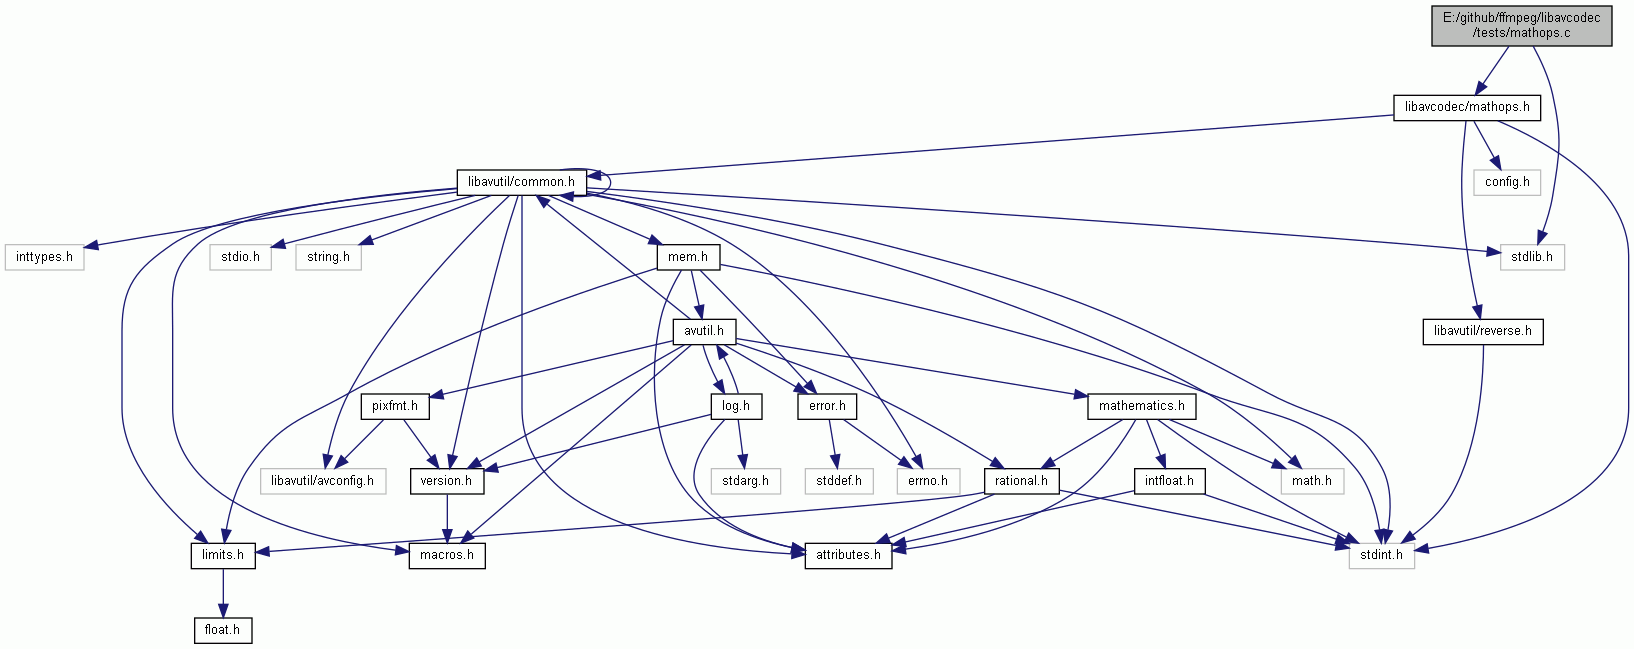 E:/github/ffmpeg/libavcodec
/tests/mathops.c
libavcodec/mathops.h
libavutil/common.h
config.h
inttypes.h
stdio.h
string.h
mem.h
stdlib.h
avutil.h
libavutil/reverse.h
pixfmt.h
log.h
error.h
mathematics.h
libavutil/avconfig.h
version.h
stdarg.h
stddef.h
errno.h
rational.h
intfloat.h
math.h
limits.h
macros.h
attributes.h
stdint.h
float.h